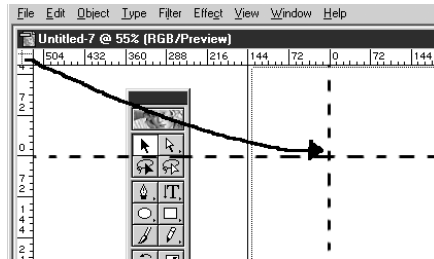 File Edit Object Type Filter Effect View Window Help
Untitled-7 @ 55% (RGB/Preview)
504 432 360 288 216 144 72 0 72 144
7
2
0
7
2
1
4
4
2
T